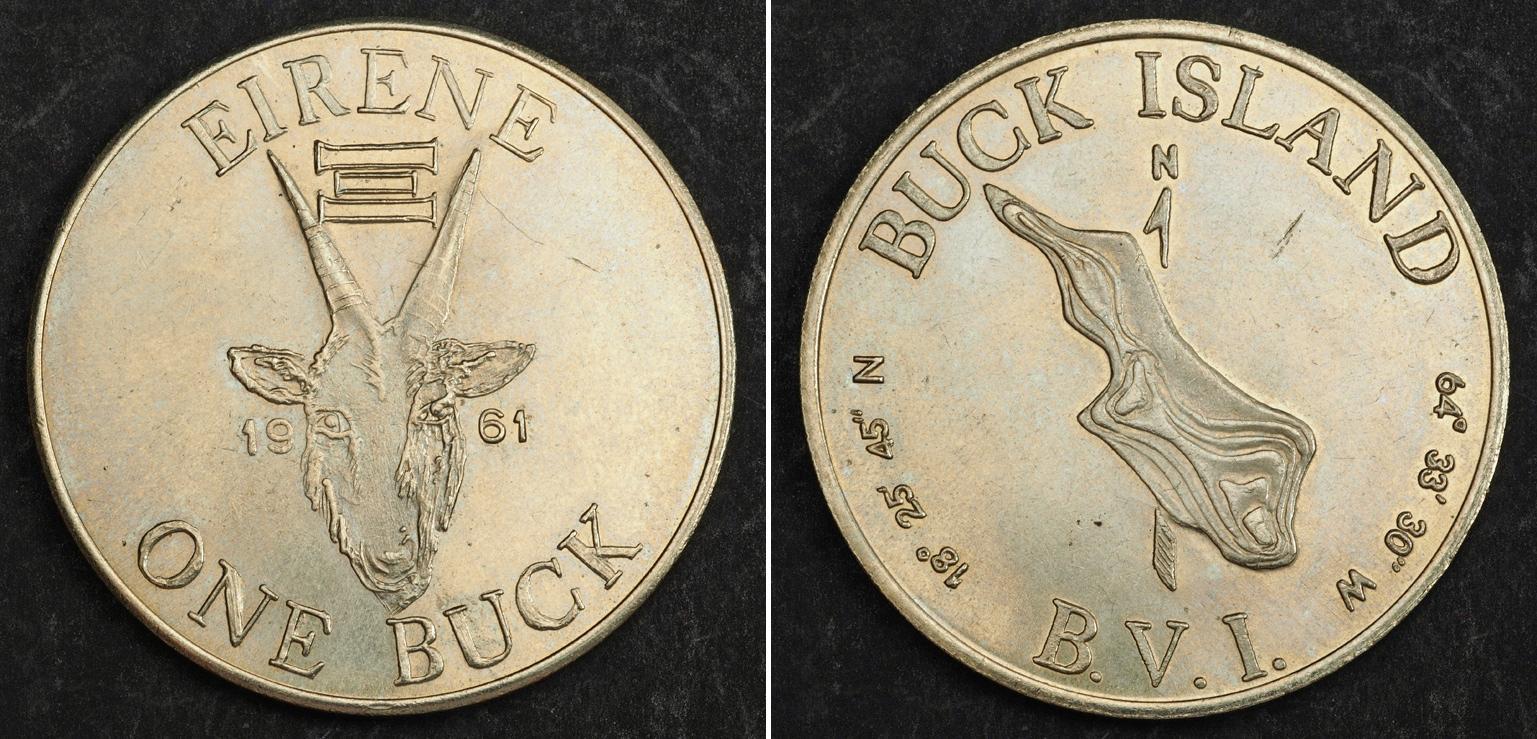 EIRENE
19 61
ONE BUCK
BUCK ISLAND
N
18° 25' 45" N
64° 33' 30" W
B. V. I.